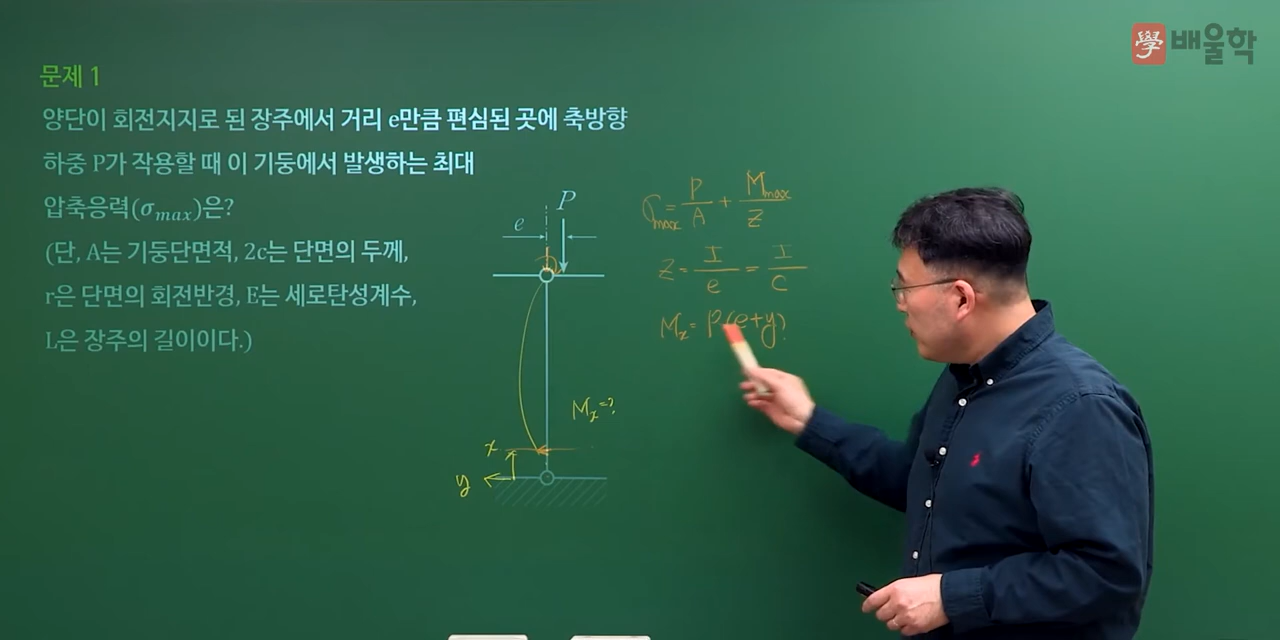 學 배울학
문제 1
양단이 회전지지로 된 장주에서 거리 e만큼 편심된 곳에 축방향
하중 P가 작용할 때 이 기둥에서 발생하는 최대
압축응력(σmax)은?
(단, A는 기둥단면적, 2c는 단면의 두께,
r은 단면의 회전반경, E는 세로탄성계수,
L은 장주의 길이이다.)
P
e
σmax = P/A + Mmax/Z
Z = I/e = I/c
Mx = P(e+y)
Mx=?
x
y